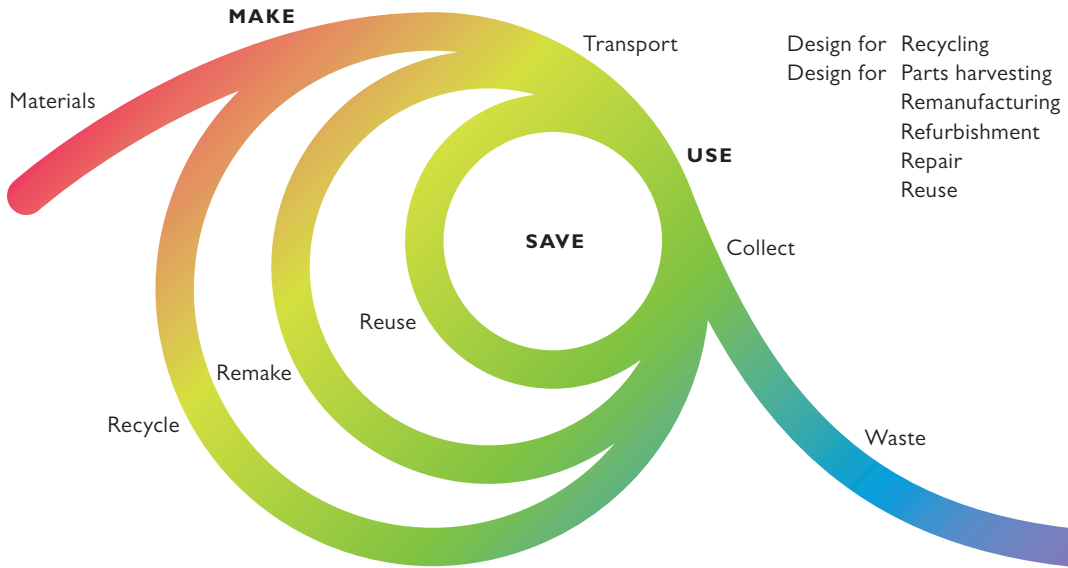 MAKE
Transport
Design for Recycling
Design for Parts harvesting
Remanufacturing
Refurbishment
Repair
Reuse
Materials
USE
SAVE
Collect
Reuse
Remake
Recycle
Waste